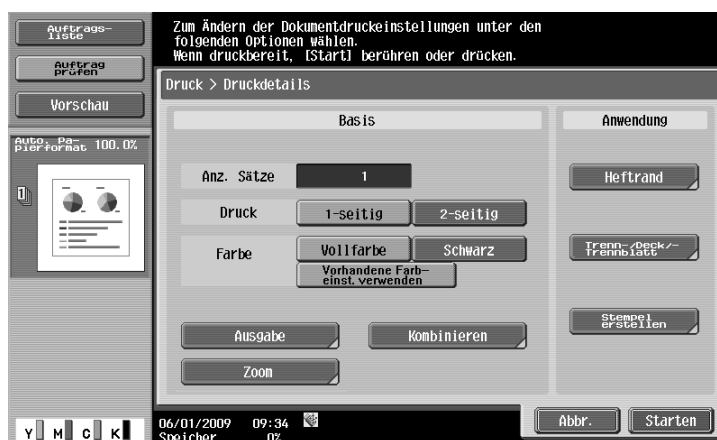 Auftrags-
liste
Auftrag
prüfen
Vorschau
Auto. Pa-
pierformat 100.0%
1
Zum Ändern der Dokumentdruckeinstellungen unter den
folgenden Optionen wählen.
Wenn druckbereit, [Start] berühren oder drücken.
Druck > Druckdetails
Basis
Anz. Sätze 1
Druck 1-seitig 2-seitig
Farbe Vollfarbe Schwarz
Vorhandene Farb-
einst. verwenden
Ausgabe Kombinieren
Zoom
Anwendung
Heftrand
Trenn-/Deck/-
Trennblatt
Stempel
erstellen
Y M C K
06/01/2009 09:34
Speicher 0%
Abbr. Starten